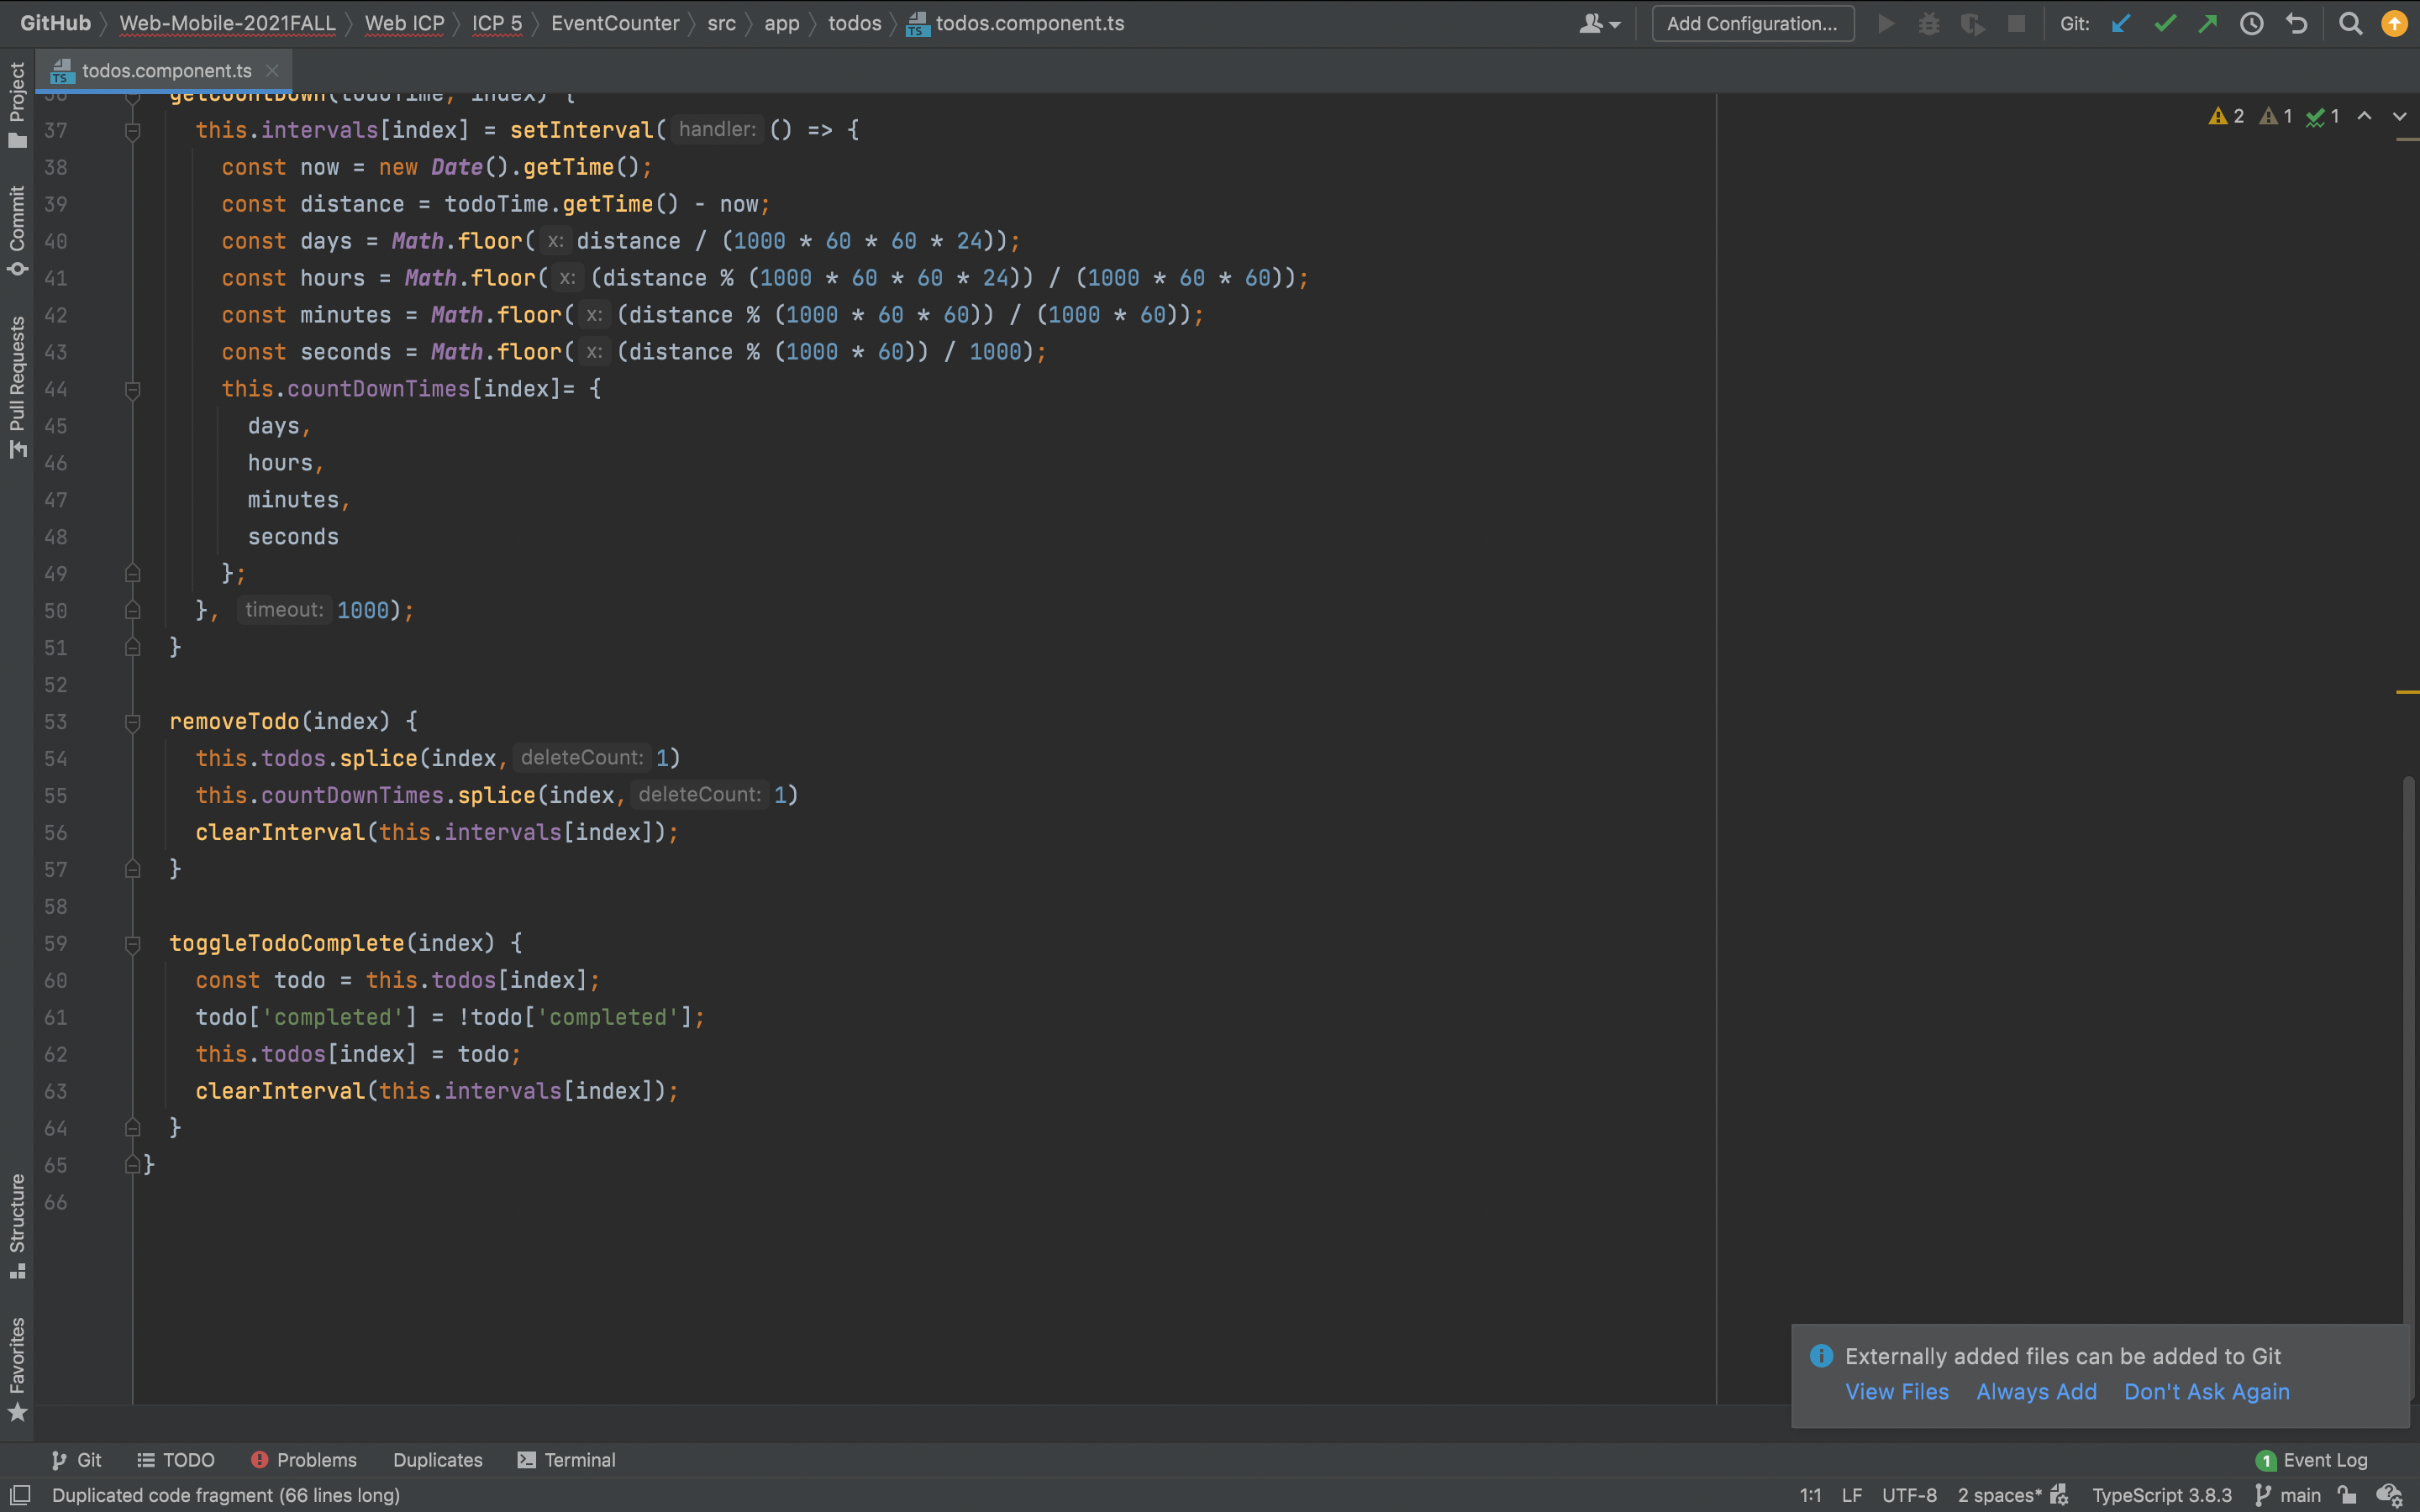 GitHub Web-Mobile-2021FALL Web ICP ICP 5 EventCounter src app todos todos.component.ts Add Configuration... Git:
todos.component.ts
Project
Commit
Pull Requests
Structure
Favorites
2 1 1
36 getCountDown(todoTime, index) {
37 this.intervals[index] = setInterval( handler: () => {
38 const now = new Date().getTime();
39 const distance = todoTime.getTime() - now;
40 const days = Math.floor( x: distance / (1000 * 60 * 60 * 24));
41 const hours = Math.floor( x: (distance % (1000 * 60 * 60 * 24)) / (1000 * 60 * 60));
42 const minutes = Math.floor( x: (distance % (1000 * 60 * 60)) / (1000 * 60));
43 const seconds = Math.floor( x: (distance % (1000 * 60)) / 1000);
44 this.countDownTimes[index]= {
45 days,
46 hours,
47 minutes,
48 seconds
49 };
50 }, timeout: 1000);
51 }
52
53 removeTodo(index) {
54 this.todos.splice(index, deleteCount: 1)
55 this.countDownTimes.splice(index, deleteCount: 1)
56 clearInterval(this.intervals[index]);
57 }
58
59 toggleTodoComplete(index) {
60 const todo = this.todos[index];
61 todo['completed'] = !todo['completed'];
62 this.todos[index] = todo;
63 clearInterval(this.intervals[index]);
64 }
65 }
66
Externally added files can be added to Git
View Files Always Add Don't Ask Again
Git TODO Problems Duplicates Terminal 1 Event Log
Duplicated code fragment (66 lines long) 1:1 LF UTF-8 2 spaces* TypeScript 3.8.3 main